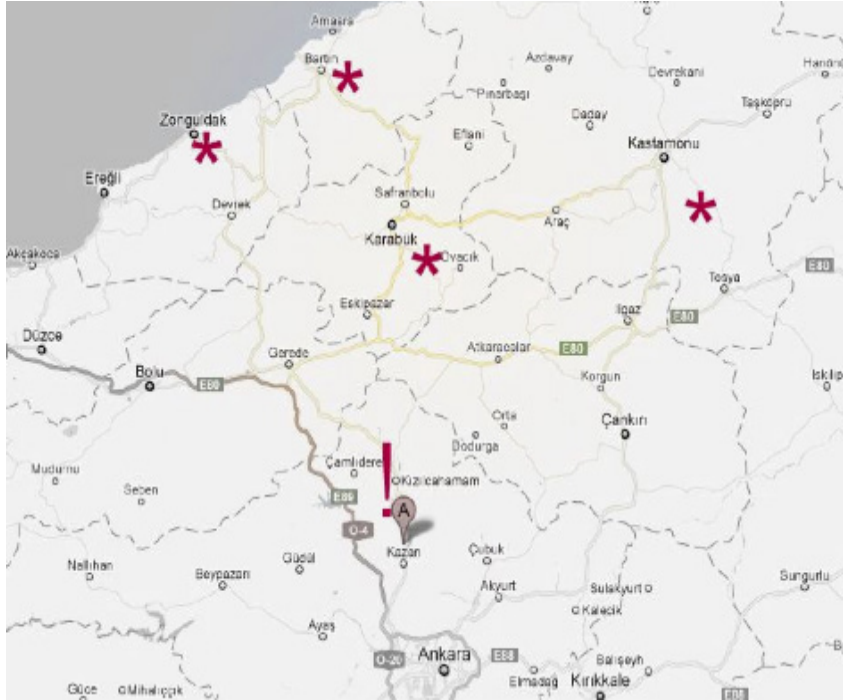 Amasra
Bartın
Azdavay
Devrekani
Pınarbaşı
Taşköprü
Zonguldak
Daday
Eflani
Kastamonu
Ereğli
Safranbolu
Devrek
Araç
Karabük
Akçakoca
Ovacık
E80
Tosya
Eskipazar
Ilgaz
E80
Düzce
Atkaracalar
E80
Gerede
Bolu
E80
Korgun
İskilip
Orta
Çankırı
Dodurga
Çamlıdere
Mudurnu
Kızılcahamam
Seben
E89
!
A
O-4
Kazan
Çubuk
Nallıhan
Güdül
Beypazarı
Akyurt
Sulakyurt
Sungurlu
Kalecik
Ayaş
O-20
Ankara
E88
Balışeyh
Elmadağ
Kırıkkale
Mihalıççık
E88